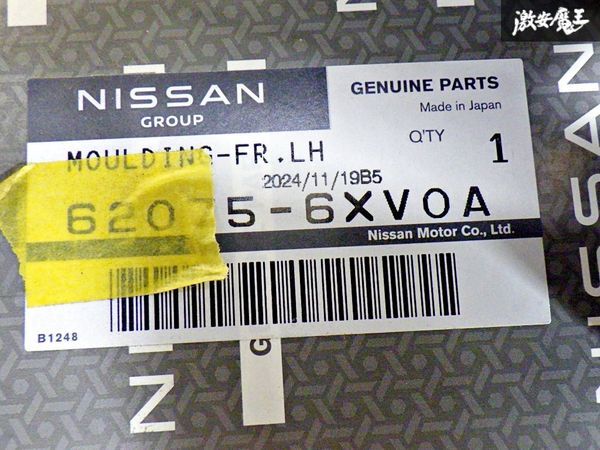 激安魔王
NISSAN
GROUP
GENUINE PARTS
Made in Japan
MOULDING-FR.LH
Q'TY 1
2024/11/19B5
62075-6XV0A
Nissan Motor Co., Ltd.
B1248
NISSAN